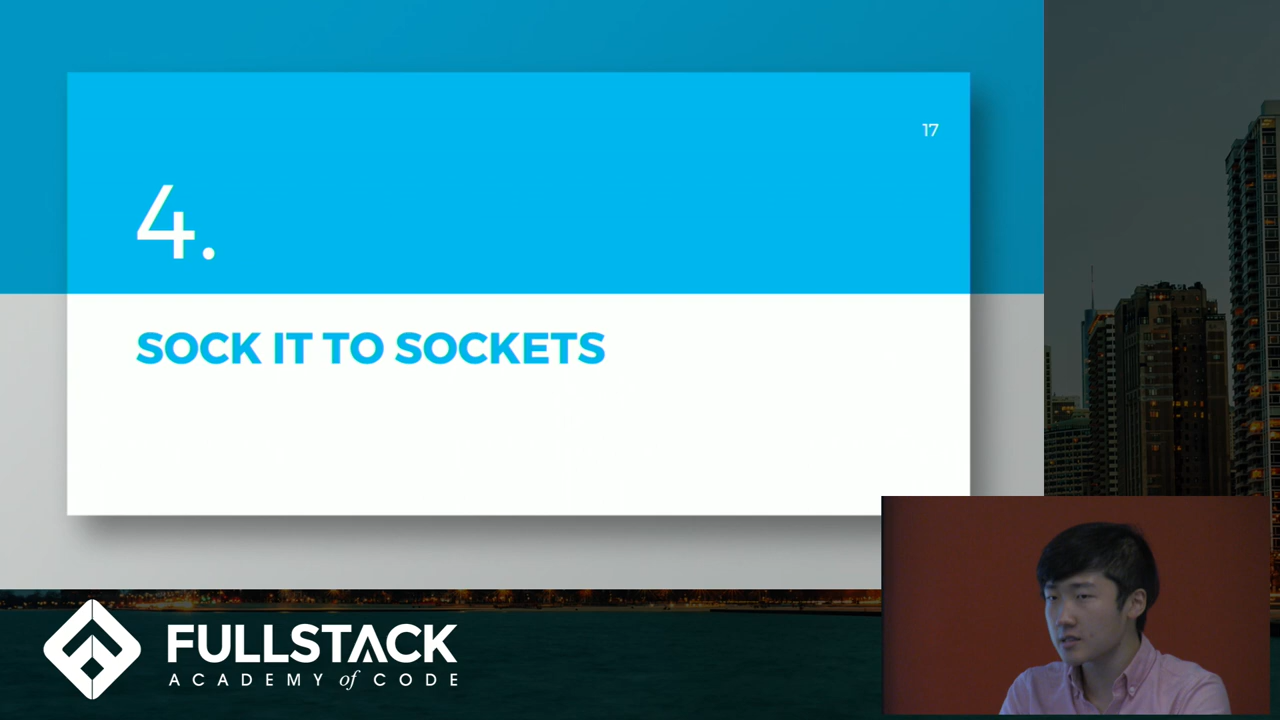 17
4.
SOCK IT TO SOCKETS
FULLSTACK
ACADEMY of CODE